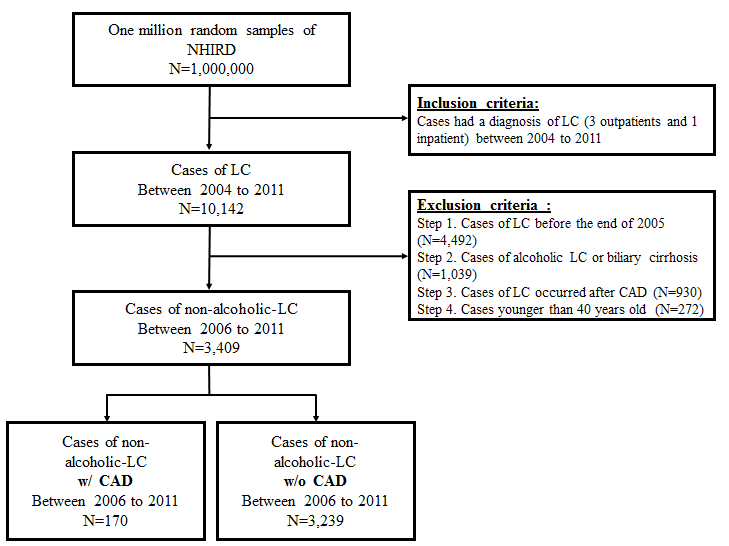 One million random samples of
NHIRD
N=1,000,000
Inclusion criteria:
Cases had a diagnosis of LC (3 outpatients and 1
inpatient) between 2004 to 2011
Cases of LC
Between 2004 to 2011
N=10,142
Exclusion criteria :
Step 1. Cases of LC before the end of 2005
(N=4,492)
Step 2. Cases of alcoholic LC or biliary cirrhosis
(N=1,039)
Step 3. Cases of LC occurred after CAD (N=930)
Step 4. Cases younger than 40 years old (N=272)
Cases of non-alcoholic-LC
Between 2006 to 2011
N=3,409
Cases of non-
alcoholic-LC
w/ CAD
Between 2006 to 2011
N=170
Cases of non-
alcoholic-LC
w/o CAD
Between 2006 to 2011
N=3,239